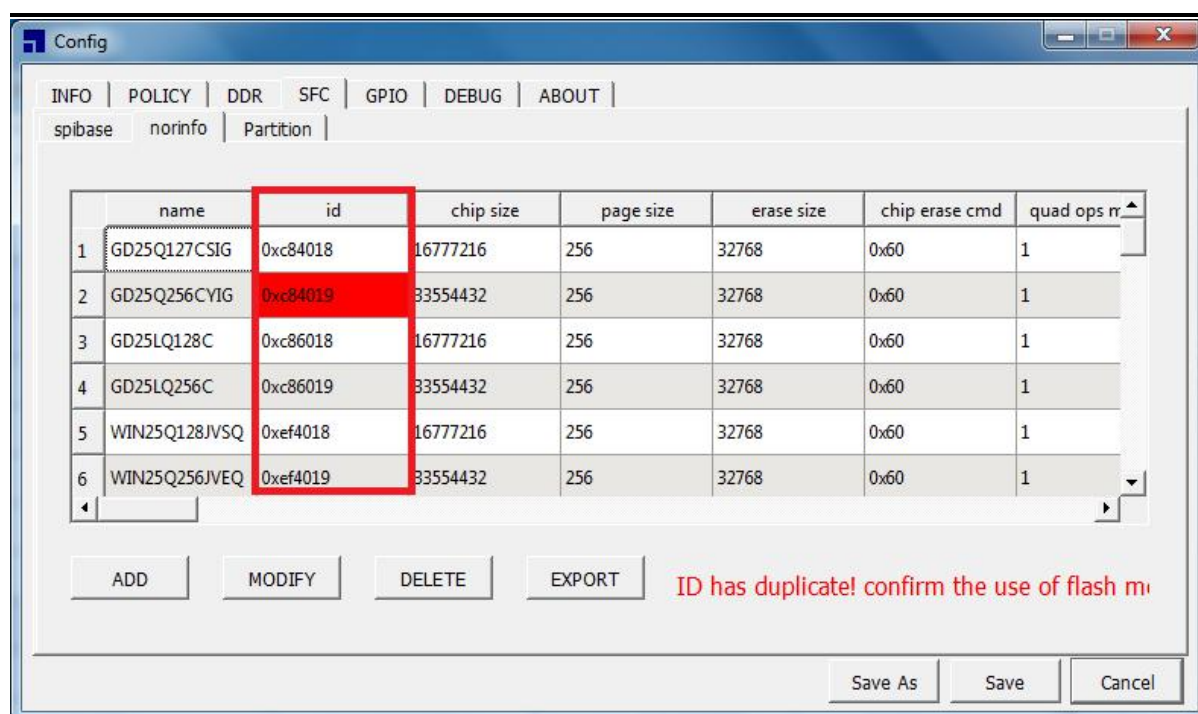 Config
INFO POLICY DDR SFC GPIO DEBUG ABOUT
spibase norinfo Partition
name id chip size page size erase size chip erase cmd quad ops m
1 GD25Q127CSIG 0xc84018 16777216 256 32768 0x60 1
2 GD25Q256CYIG 0xc84019 33554432 256 32768 0x60 1
3 GD25LQ128C 0xc86018 16777216 256 32768 0x60 1
4 GD25LQ256C 0xc86019 33554432 256 32768 0x60 1
5 WIN25Q128JVSQ 0xef4018 16777216 256 32768 0x60 1
6 WIN25Q256JVEQ 0xef4019 33554432 256 32768 0x60 1
ADD MODIFY DELETE EXPORT ID has duplicate! confirm the use of flash m
Save As Save Cancel